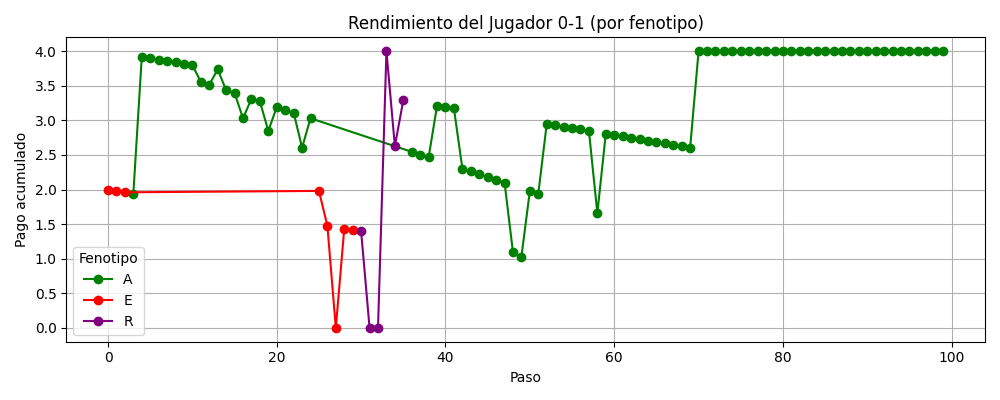 Rendimiento del Jugador 0-1 (por fenotipo)
Pago acumulado
4.0
3.5
3.0
2.5
2.0
1.5
1.0
0.5
0.0
Fenotipo
A
E
R
0 20 40 60 80 100
Paso